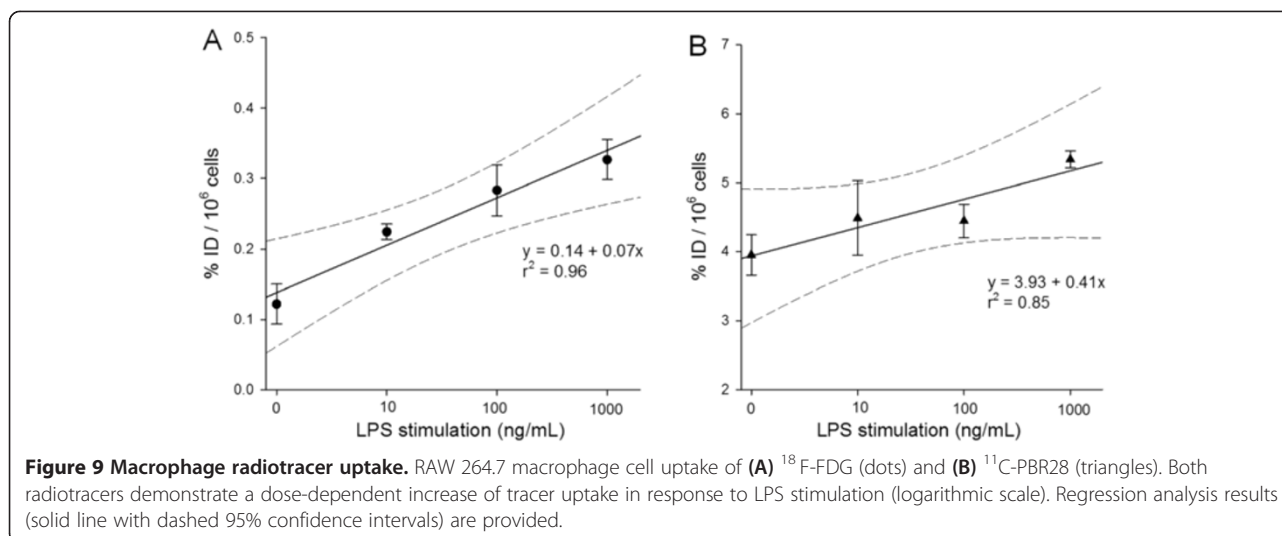 A
0.5
0.4
0.3
0.2
0.1
0.0
% ID / 10⁶ cells
y = 0.14 + 0.07x
r² = 0.96
0 10 100 1000
LPS stimulation (ng/mL)
B
7
6
5
4
3
2
% ID / 10⁶ cells
y = 3.93 + 0.41x
r² = 0.85
0 10 100 1000
LPS stimulation (ng/mL)
Figure 9 Macrophage radiotracer uptake. RAW 264.7 macrophage cell uptake of (A) ¹⁸ F-FDG (dots) and (B) ¹¹C-PBR28 (triangles). Both
radiotracers demonstrate a dose-dependent increase of tracer uptake in response to LPS stimulation (logarithmic scale). Regression analysis results
(solid line with dashed 95% confidence intervals) are provided.